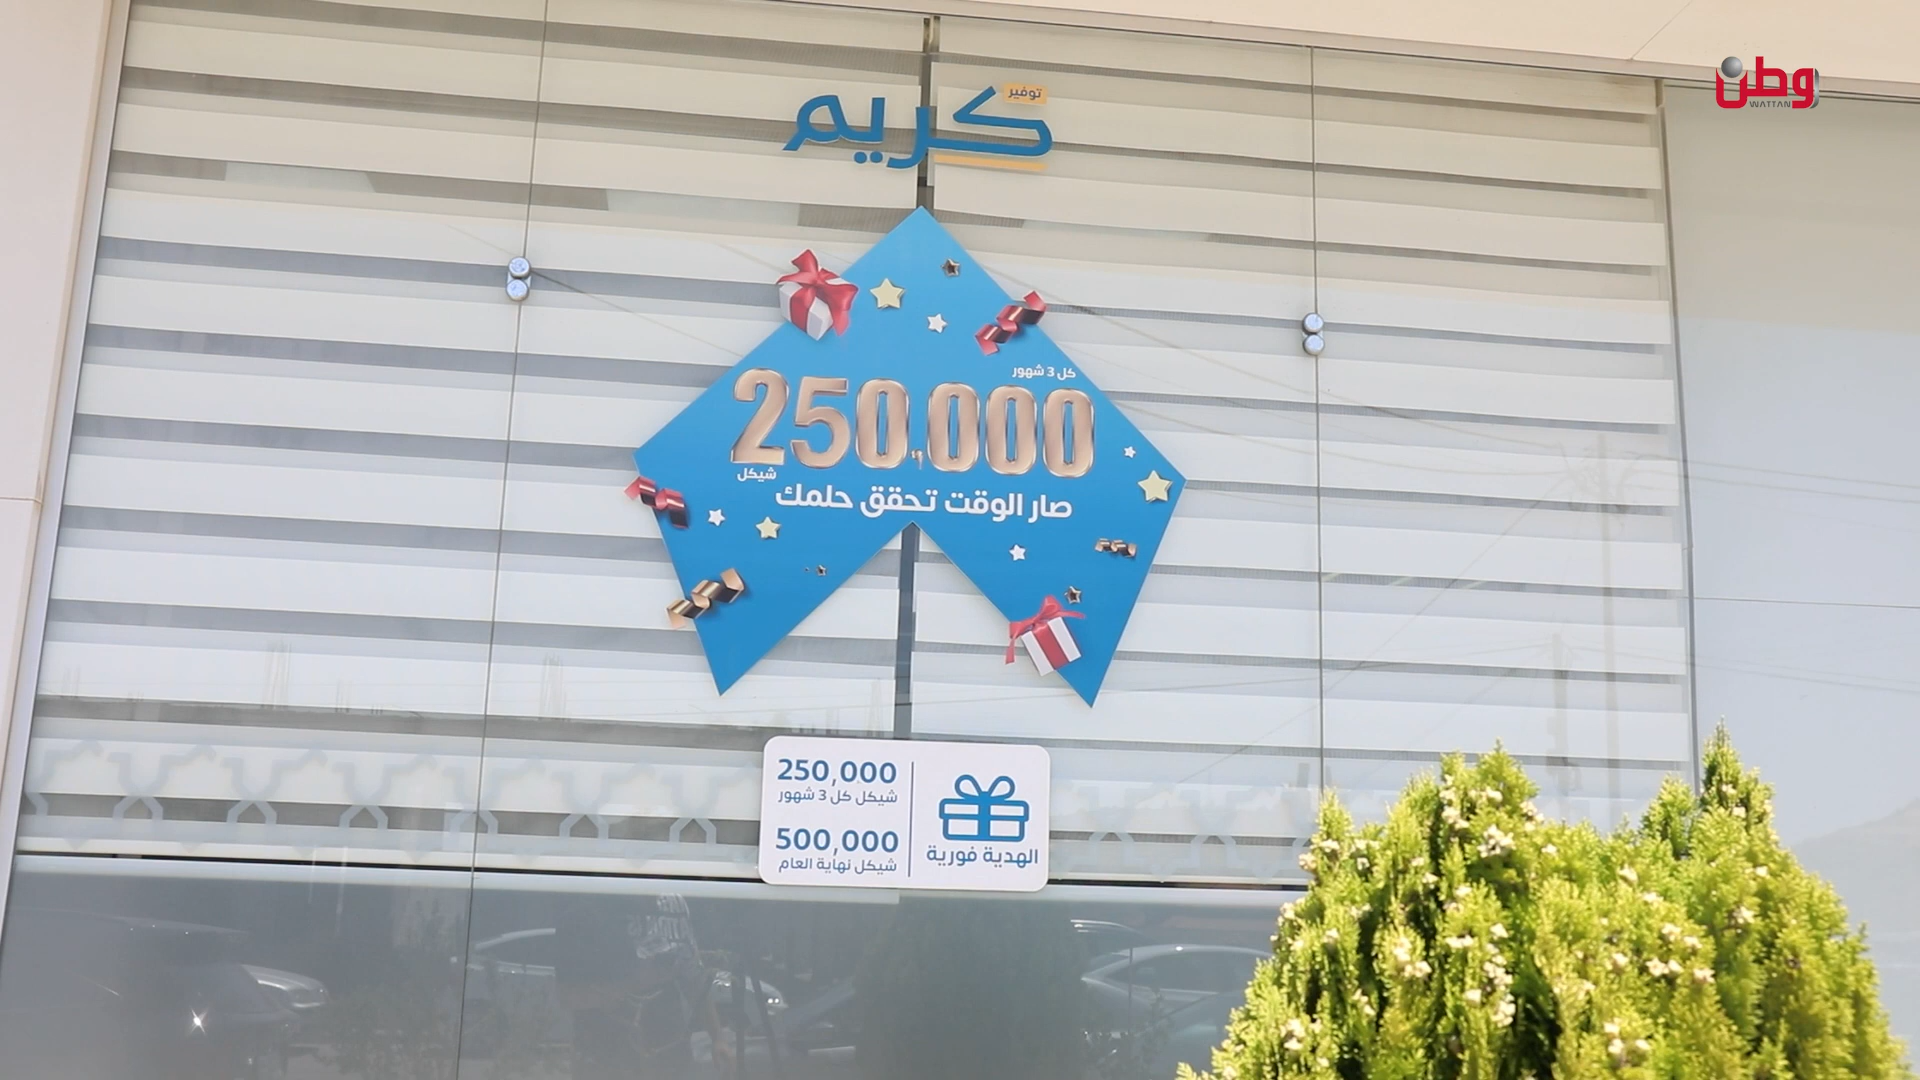 وطن
WATTAN
توفير
كريم
كل 3 شهور
250,000
شيكل
صار الوقت تحقق حلمك
الهدية فورية
250,000
شيكل كل 3 شهور
500,000
شيكل نهاية العام